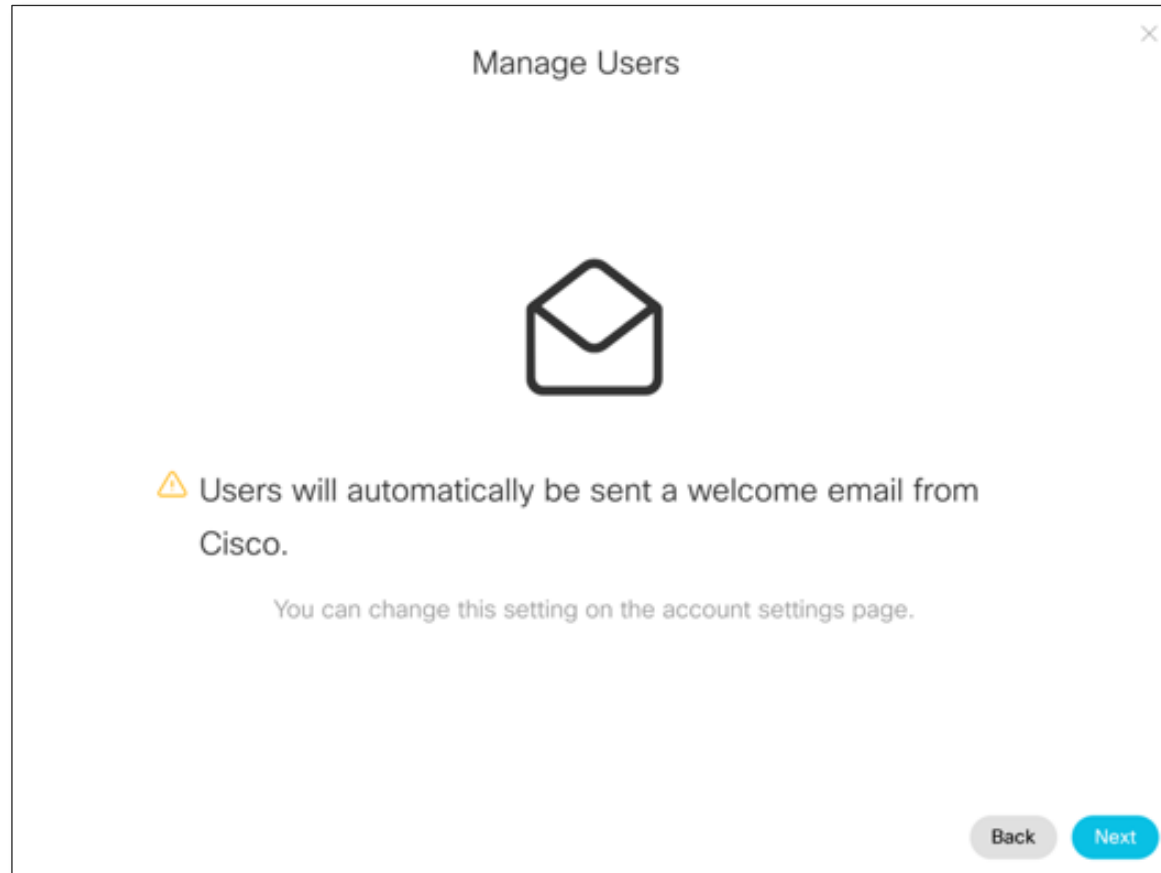 Manage Users
Users will automatically be sent a welcome email from
Cisco.
You can change this setting on the account settings page.
Back Next